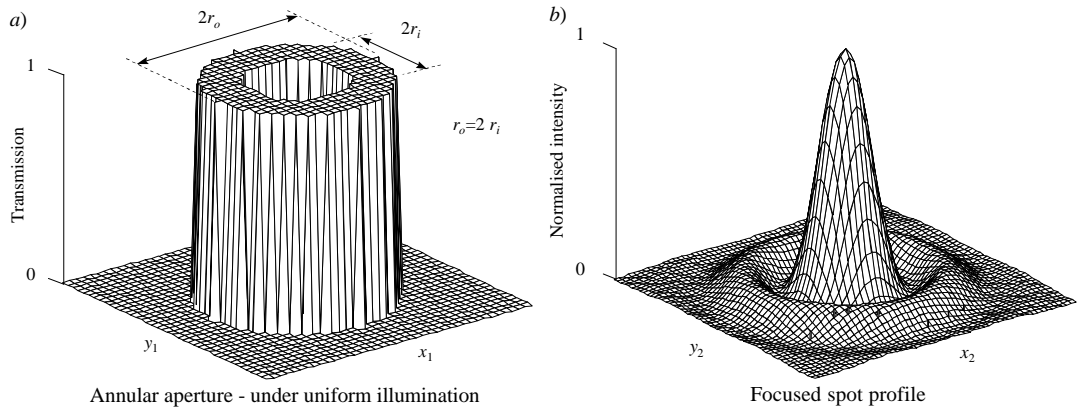 a)
2r_o
2r_i
1
r_o=2 r_i
Transmission
0
y_1
x_1
Annular aperture - under uniform illumination
b)
1
Normalised intensity
0
y_2
x_2
Focused spot profile